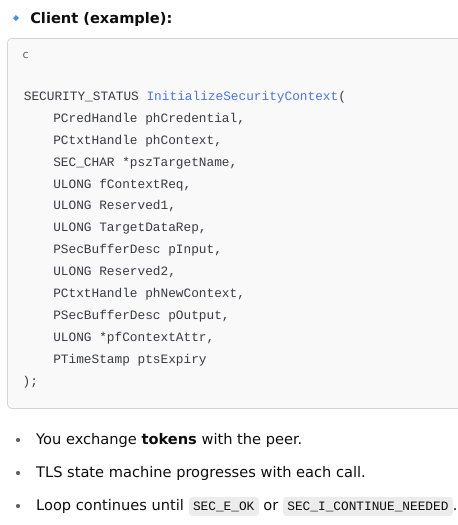 Client (example):
c
SECURITY_STATUS InitializeSecurityContext(
    PCredHandle phCredential,
    PCtxtHandle phContext,
    SEC_CHAR *pszTargetName,
    ULONG fContextReq,
    ULONG Reserved1,
    ULONG TargetDataRep,
    PSecBufferDesc pInput,
    ULONG Reserved2,
    PCtxtHandle phNewContext,
    PSecBufferDesc pOutput,
    ULONG *pfContextAttr,
    PTimeStamp ptsExpiry
);
• You exchange tokens with the peer.
• TLS state machine progresses with each call.
• Loop continues until SEC_E_OK or SEC_I_CONTINUE_NEEDED.